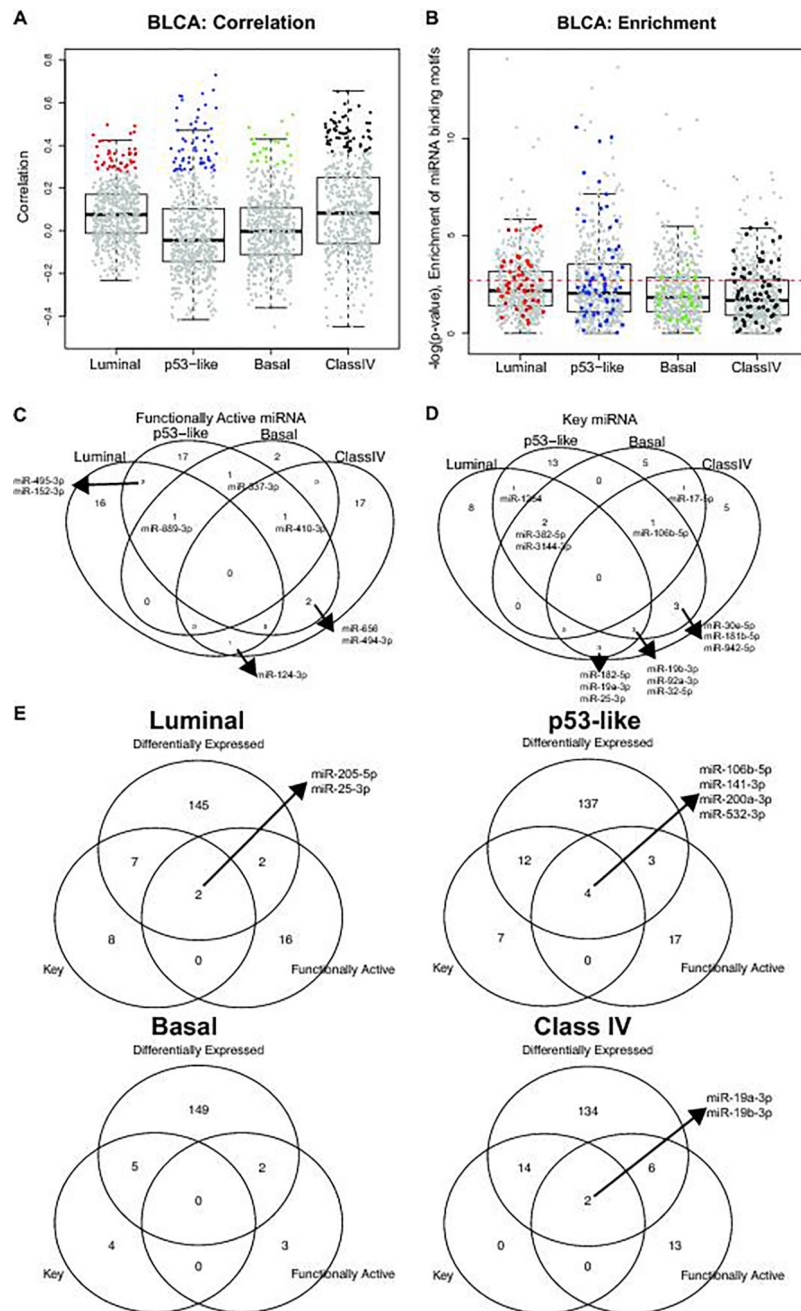 A
BLCA: Correlation
Correlation
0.8
0.6
0.4
0.2
0.0
-0.2
-0.4
Luminal p53-like Basal ClassIV
B
BLCA: Enrichment
-log(p-value), Enrichment of miRNA binding motifs
10
5
0
Luminal p53-like Basal ClassIV
C
Functionally Active miRNA
Luminal p53-like Basal ClassIV
miR-495-3p
miR-152-3p
16 17 2 17
1
miR-337-3p
1
miR-889-3p
1
miR-410-3p
0
0
2
miR-656
miR-494-3p
1
miR-124-3p
D
Key miRNA
Luminal p53-like Basal ClassIV
8 13 5 5
1
0
1
miR-17-5p
2
miR-382-5p
miR-3144-3p
1
miR-106b-5p
0
0
3
miR-30e-5p
miR-181b-5p
miR-942-5p
miR-19b-3p
miR-92a-3p
miR-32-5p
miR-182-5p
miR-19a-3p
miR-25-3p
E
Luminal
Differentially Expressed
145
miR-205-5p
miR-25-3p
7 2
2
8 16
0
Key Functionally Active
p53-like
Differentially Expressed
137
miR-106b-5p
miR-141-3p
miR-200a-3p
miR-532-3p
12 3
4
7 17
0
Key Functionally Active
Basal
Differentially Expressed
149
5 2
0
4 3
0
Key Functionally Active
Class IV
Differentially Expressed
134
miR-19a-3p
miR-19b-3p
14 6
2
0 13
0
Key Functionally Active